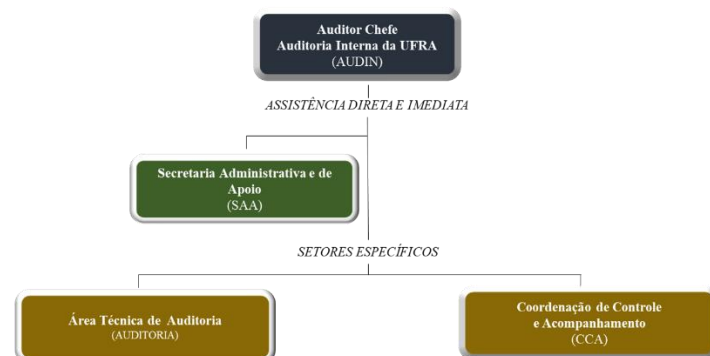 Auditor Chefe
Auditoria Interna da UFRA
(AUDIN)
ASSISTÊNCIA DIRETA E IMEDIATA
Secretaria Administrativa e de
Apoio
(SAA)
SETORES ESPECÍFICOS
Área Técnica de Auditoria
(AUDITORIA)
Coordenação de Controle
e Acompanhamento
(CCA)